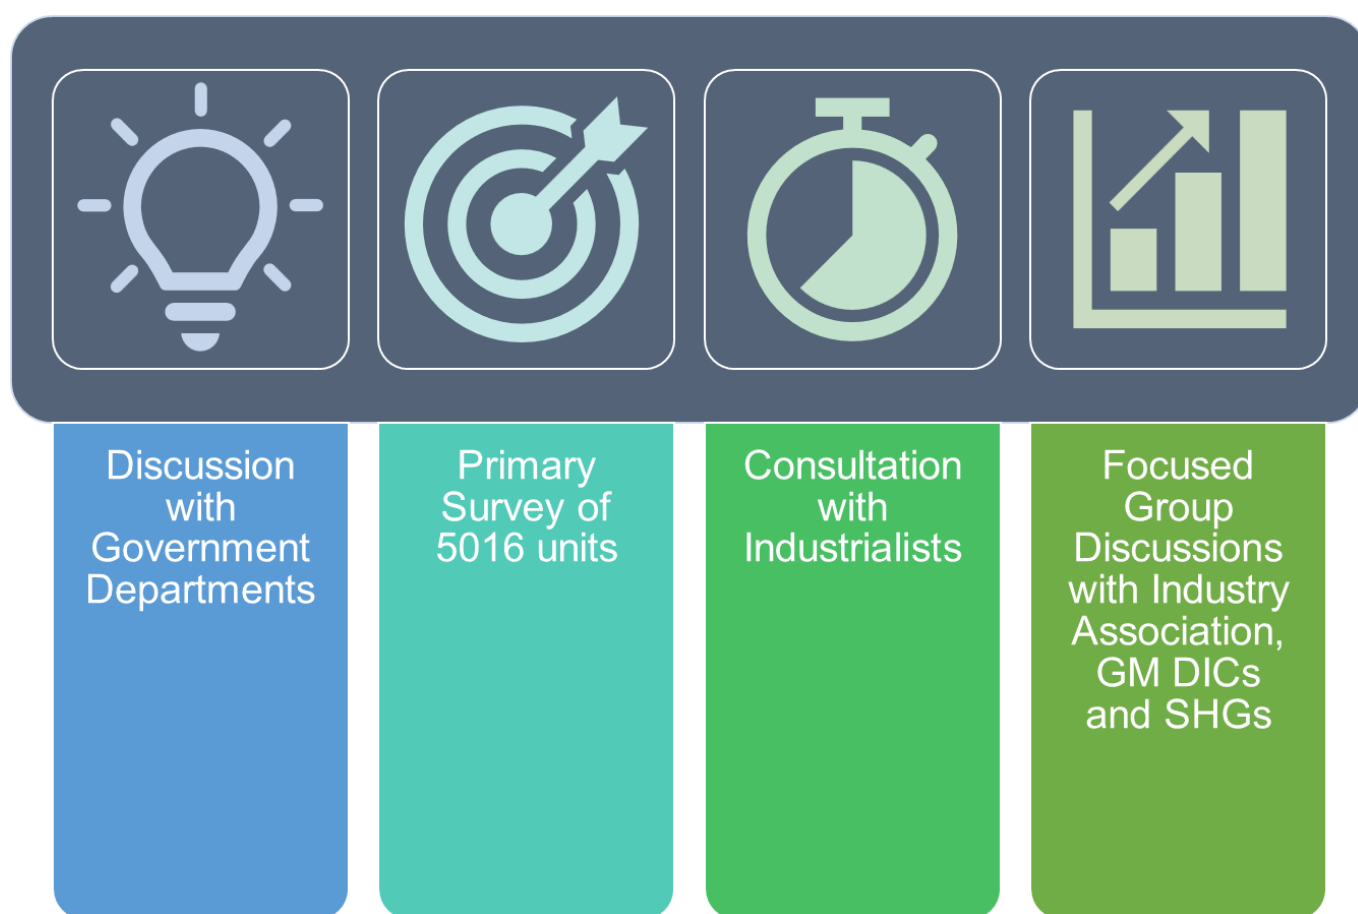 Discussion
with
Government
Departments
Primary
Survey of
5016 units
Consultation
with
Industrialists
Focused
Group
Discussions
with Industry
Association,
GM DICs
and SHGs